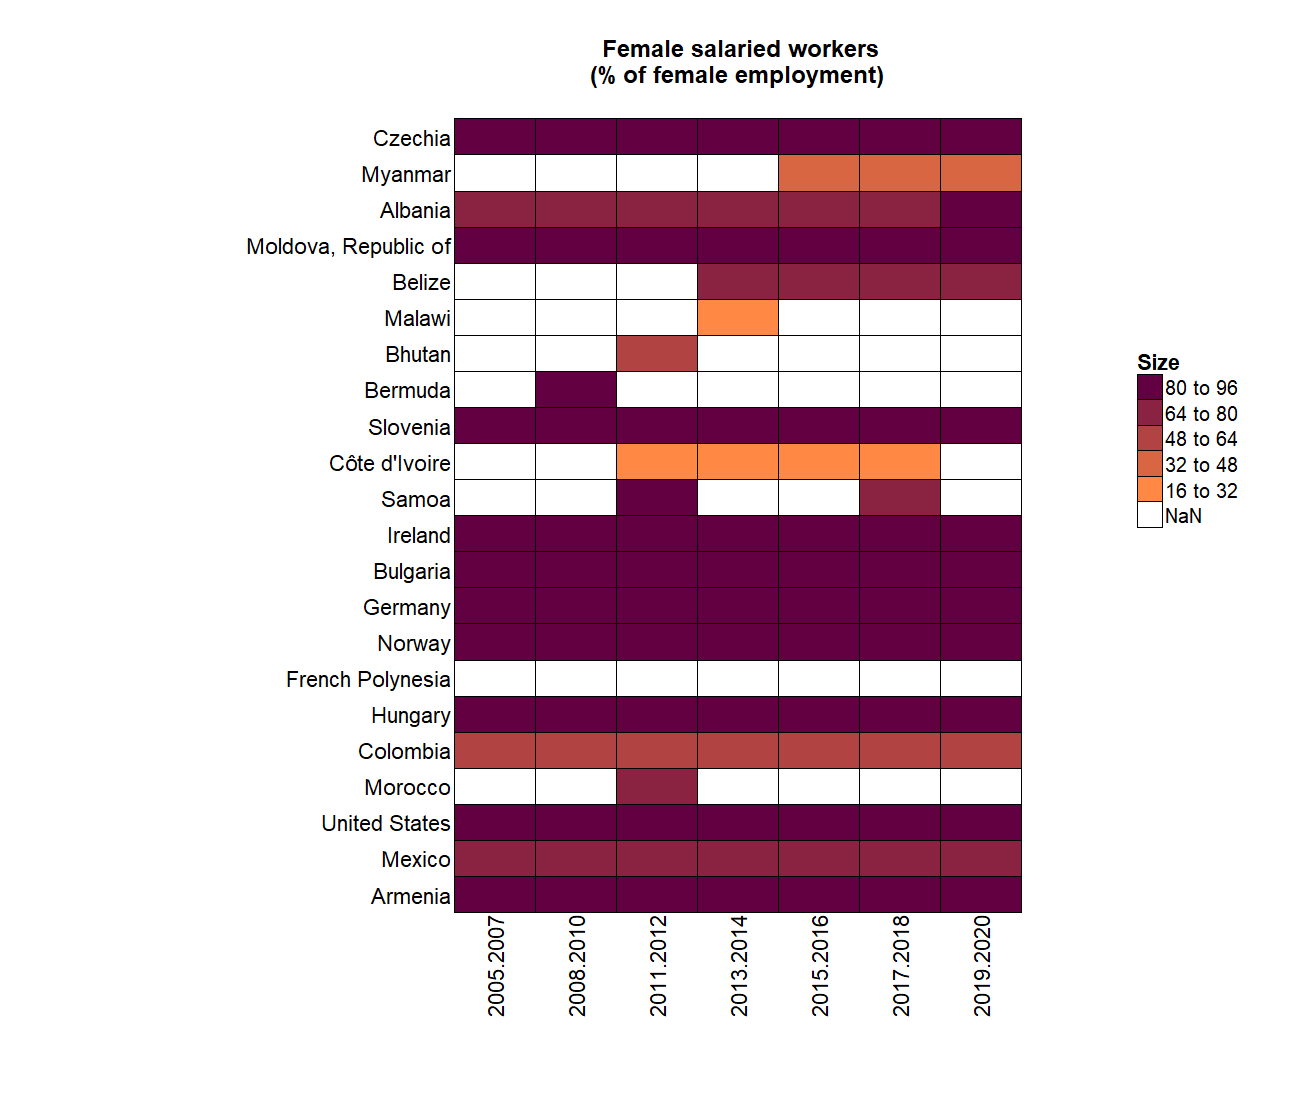 Female salaried workers
(% of female employment)
Czechia
Myanmar
Albania
Moldova, Republic of
Belize
Malawi
Bhutan
Bermuda
Slovenia
Côte d'Ivoire
Samoa
Ireland
Bulgaria
Germany
Norway
French Polynesia
Hungary
Colombia
Morocco
United States
Mexico
Armenia
2005.2007
2008.2010
2011.2012
2013.2014
2015.2016
2017.2018
2019.2020
Size
80 to 96
64 to 80
48 to 64
32 to 48
16 to 32
NaN